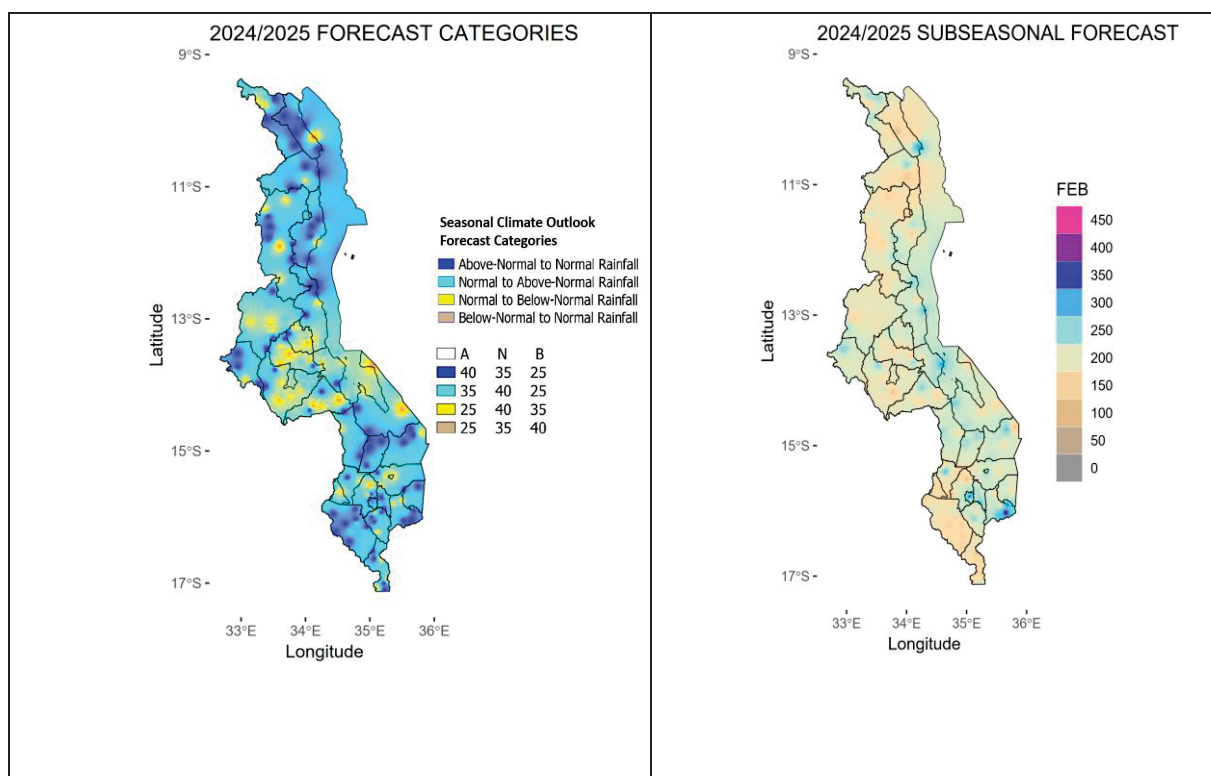 2024/2025 FORECAST CATEGORIES
9°S
11°S
13°S
15°S
17°S
Latitude
33°E 34°E 35°E 36°E
Longitude
Seasonal Climate Outlook
Forecast Categories
Above-Normal to Normal Rainfall
Normal to Above-Normal Rainfall
Normal to Below-Normal Rainfall
Below-Normal to Normal Rainfall
A N B
40 35 25
35 40 25
25 40 35
25 35 40
2024/2025 SUBSEASONAL FORECAST
9°S
11°S
13°S
15°S
17°S
Latitude
33°E 34°E 35°E 36°E
Longitude
FEB
450
400
350
300
250
200
150
100
50
0